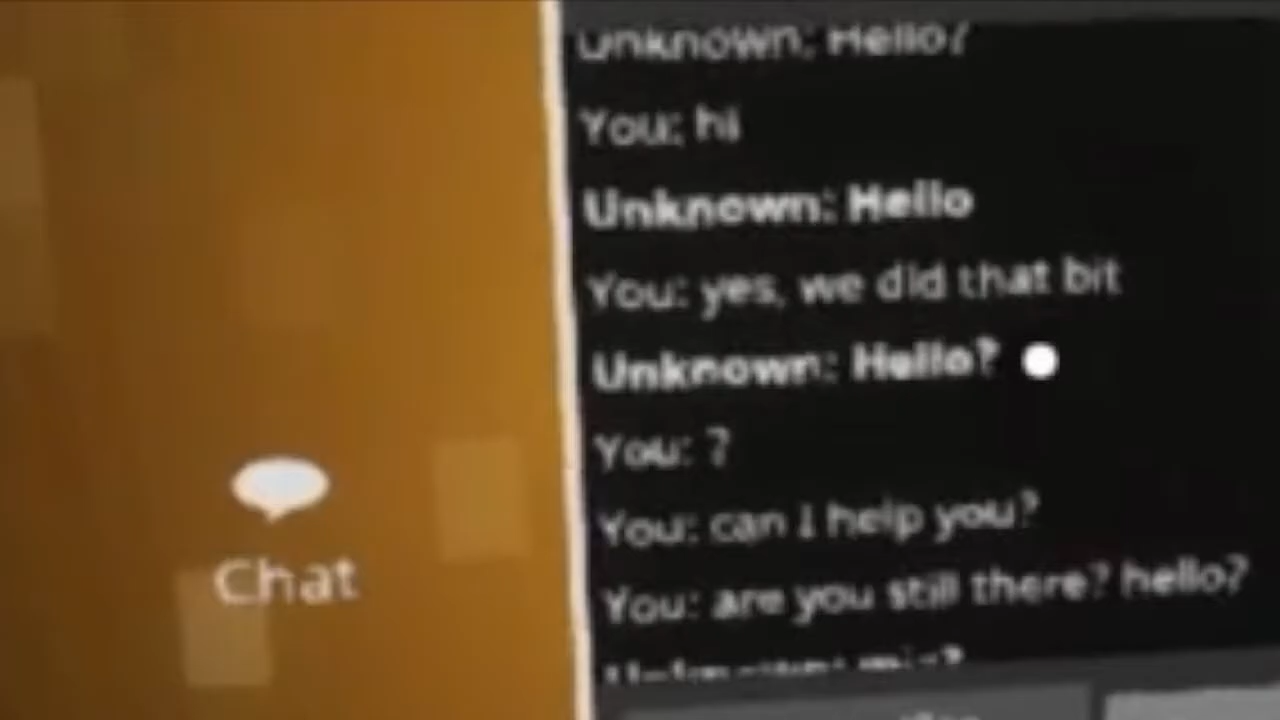 Unknown: Hello?
You: hi
Unknown: Hello
You: yes, we did that bit
Unknown: Hello?
You: ?
You: can I help you?
You: are you still there? hello?
Unknown:
Chat